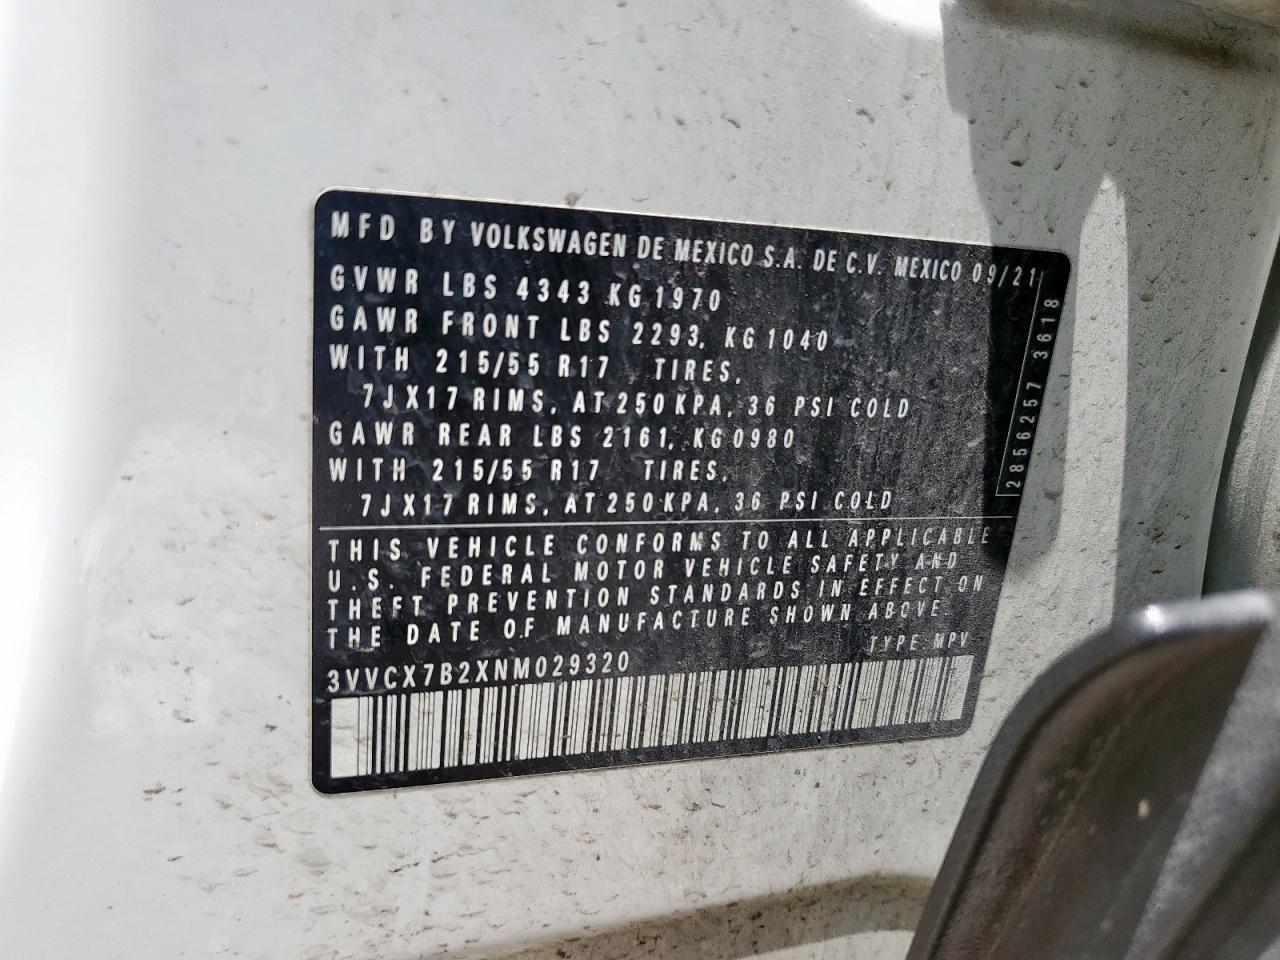 MFD BY VOLKSWAGEN DE MEXICO S.A. DE C.V. MEXICO 09/21
GVWR LBS 4343 KG 1970
GAWR FRONT LBS 2293, KG 1040
WITH 215/55 R17 TIRES,
7JX17 RIMS, AT 250 KPA, 36 PSI COLD
GAWR REAR LBS 2161, KG 0980
WITH 215/55 R17 TIRES,
7JX17 RIMS, AT 250 KPA, 36 PSI COLD
2856257 3618
THIS VEHICLE CONFORMS TO ALL APPLICABLE
U.S. FEDERAL MOTOR VEHICLE SAFETY AND
THEFT PREVENTION STANDARDS IN EFFECT ON
THE DATE OF MANUFACTURE SHOWN ABOVE
TYPE MPV
3VVCX7B2XNM029320